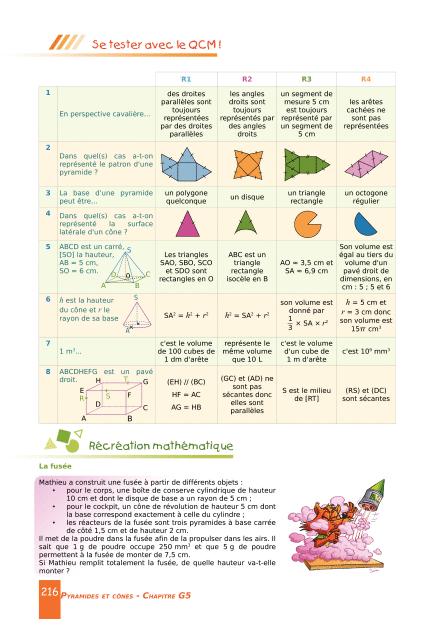 Se tester avec le QCM !
R1 R2 R3 R4
1 En perspective cavalière...
des droites
parallèles sont
toujours
représentées
par des droites
parallèles
les angles
droits sont
toujours
représentés par
des angles
droits
un segment de
mesure 5 cm
est toujours
représenté par
un segment de
5 cm
les arêtes
cachées ne
sont pas
représentées
2 Dans quel(s) cas a-t-on
représenté le patron d'une
pyramide ?
3 La base d'une pyramide
peut être...
un polygone
quelconque
un disque
un triangle
rectangle
un octogone
régulier
4 Dans quel(s) cas a-t-on
représenté la surface
latérale d'un cône ?
5 ABCD est un carré,
[SO] la hauteur,
AB = 5 cm,
SO = 6 cm.
S
D
O
C
A
B
Les triangles
SAO, SBO, SCO
et SDO sont
rectangles en O
ABC est un
triangle
rectangle
isocèle en B
AO = 3,5 cm et
SA = 6,9 cm
Son volume est
égal au tiers du
volume d'un
pavé droit de
dimensions, en
cm : 5 ; 5 et 6
6 h est la hauteur
du cône et r le
rayon de sa base
S
A
SA² = h² + r²
h² = SA² + r²
son volume est
donné par
1/3 × SA × r²
h = 5 cm et
r = 3 cm donc
son volume est
15π cm³
7 1 m³...
c'est le volume
de 100 cubes de
1 dm d'arête
représente le
même volume
que 10 L
c'est le volume
d'un cube de
1 m d'arête
c'est 10⁹ mm³
8 ABCDHEFG est un pavé
droit.
H
T
G
E
R
S
F
D
C
A
B
(EH) // (BC)
HF = AC
AG = HB
(GC) et (AD) ne
sont pas
sécantes donc
elles sont
parallèles
S est le milieu
de [RT]
(RS) et (DC)
sont sécantes
Récréation mathématique
La fusée
Mathieu a construit une fusée à partir de différents objets :
• pour le corps, une boîte de conserve cylindrique de hauteur
10 cm et dont le disque de base a un rayon de 5 cm ;
• pour le cockpit, un cône de révolution de hauteur 5 cm dont
la base correspond exactement à celle du cylindre ;
• les réacteurs de la fusée sont trois pyramides à base carrée
de côté 1,5 cm et de hauteur 2 cm.
Il met de la poudre dans la fusée afin de la propulser dans les airs. Il
sait que 1 g de poudre occupe 250 mm³ et que 5 g de poudre
permettent à la fusée de monter de 7,5 cm.
Si Mathieu remplit totalement la fusée, de quelle hauteur va-t-elle
monter ?
216 PYRAMIDES ET CÔNES - CHAPITRE G5